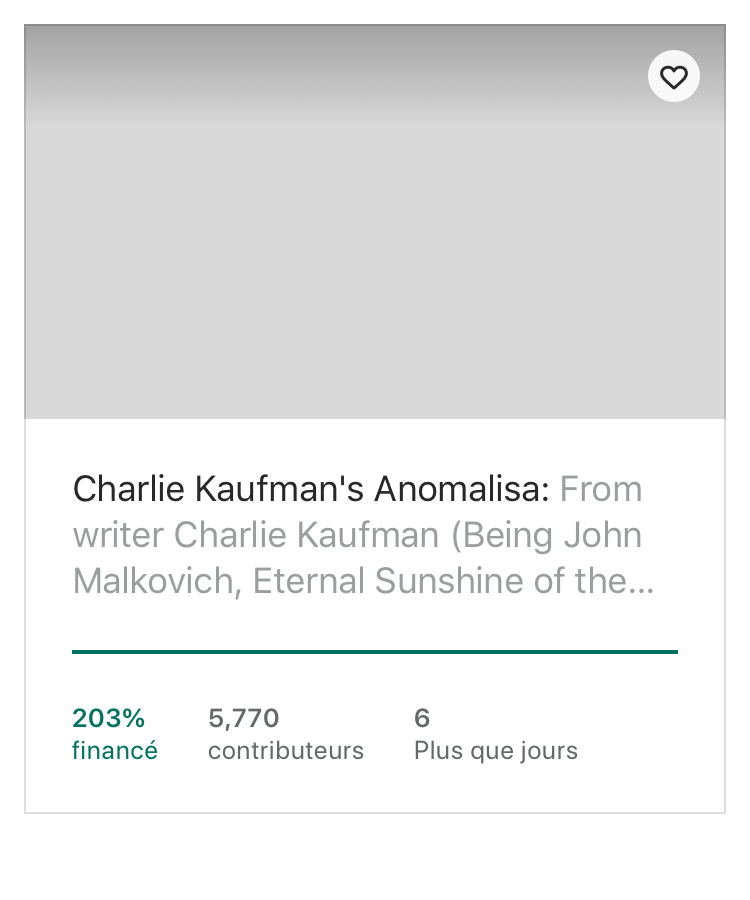 Charlie Kaufman's Anomalisa: From
writer Charlie Kaufman (Being John
Malkovich, Eternal Sunshine of the...
203%
financé
5,770
contributeurs
6
Plus que jours